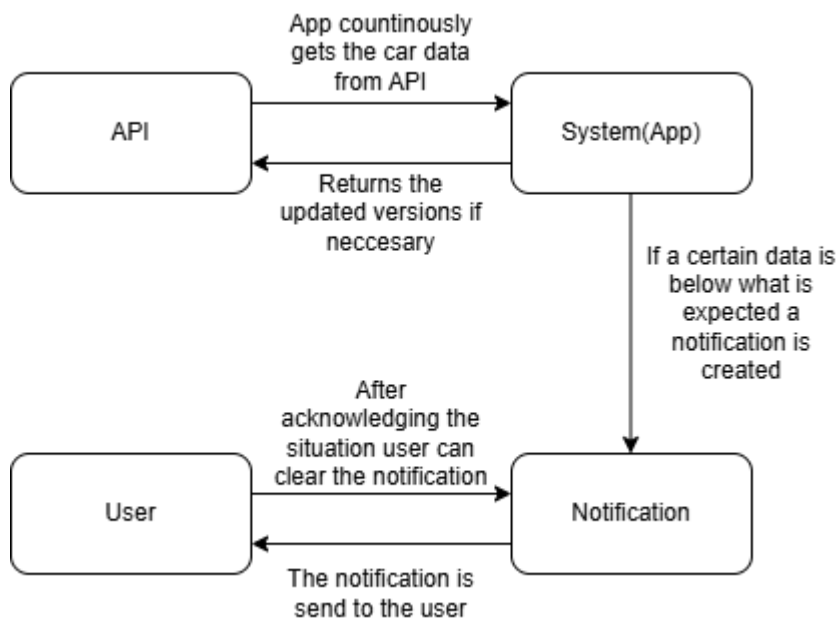 App countinously
gets the car data
from API
API
System(App)
Returns the
updated versions if
neccesary
If a certain data is
below what is
expected a
notification is
created
After
acknowledging the
situation user can
clear the notification
User
Notification
The notification is
send to the user